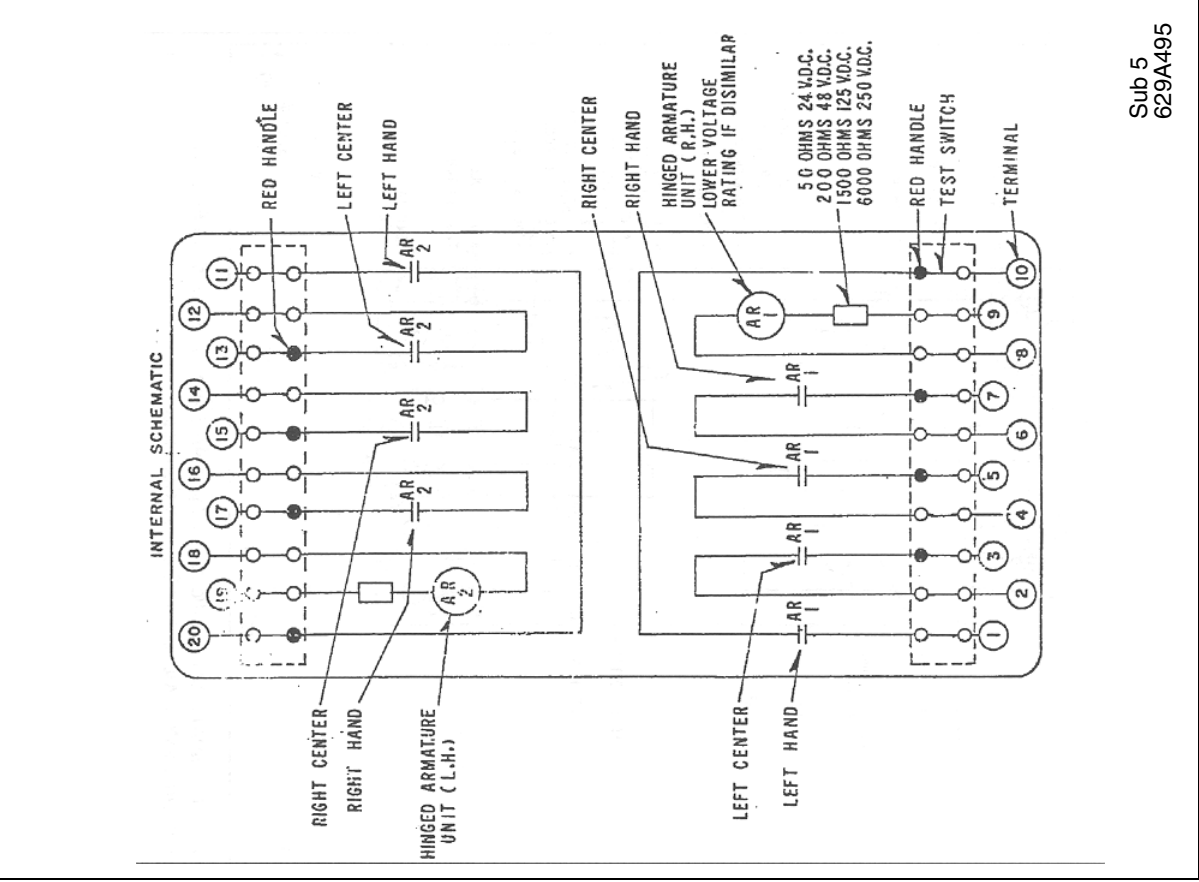 Sub 5
629A495
INTERNAL SCHEMATIC
RED HANDLE
LEFT CENTER
LEFT HAND
RIGHT CENTER
RIGHT HAND
HINGED ARMATURE
UNIT (R.H.)
LOWER VOLTAGE
RATING IF DISIMILAR
50 OHMS 24 V.D.C.
200 OHMS 48 V.D.C.
1500 OHMS 125 V.D.C.
6000 OHMS 250 V.D.C.
RED HANDLE
TEST SWITCH
TERMINAL
11
12
13
14
15
16
17
18
19
20
AR
2
AR
2
AR
2
AR
2
AR
2
AR
1
AR
1
AR
1
AR
1
AR
1
10
9
8
7
6
5
4
3
2
1
RIGHT CENTER
RIGHT HAND
HINGED ARMATURE
UNIT (L.H.)
LEFT CENTER
LEFT HAND